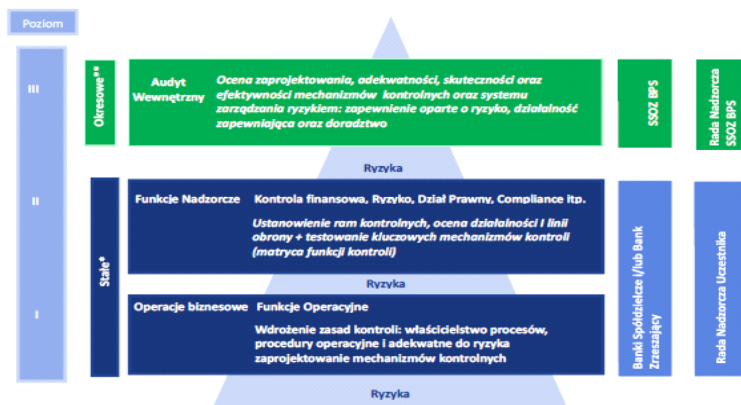 Poziom
III
Okresowe**
Audyt
Wewnętrzny
Ocena zaprojektowania, adekwatności, skuteczności oraz
efektywności mechanizmów kontrolnych oraz systemu
zarządzania ryzykiem: zapewnienie oparte o ryzyko, działalność
zapewniająca oraz doradztwo
SSOZ BPS
Rada Nadzorcza
SSOZ BPS
Ryzyka
II
Stałe*
Funkcje Nadzorcze
Kontrola finansowa, Ryzyko, Dział Prawny, Compliance itp.
Ustanowienie ram kontrolnych, ocena działalności I linii
obrony + testowanie kluczowych mechanizmów kontroli
(matryca funkcji kontroli)
Ryzyka
I
Operacje biznesowe
Funkcje Operacyjne
Wdrożenie zasad kontroli: właścicielstwo procesów,
procedury operacyjne i adekwatne do ryzyka
zaprojektowanie mechanizmów kontrolnych
Banki Spółdzielcze i/lub Bank
Zrzeszający
Rada Nadzorcza Uczestnika
Ryzyka